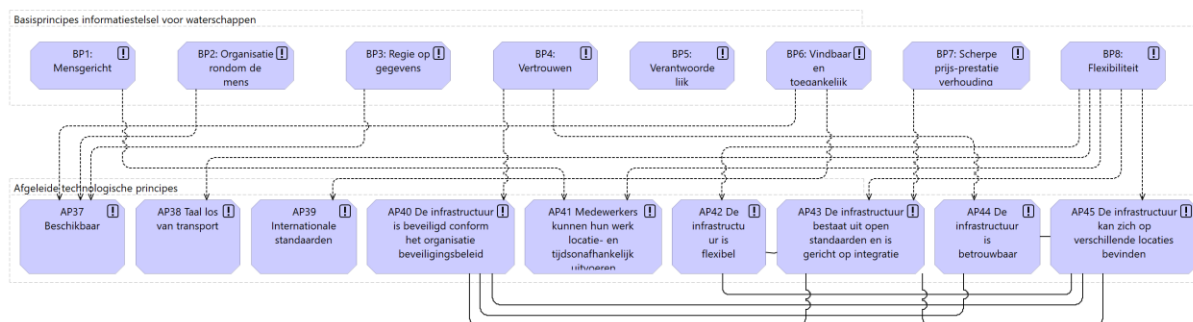 Basisprincipes informatiestelsel voor waterschappen
BP1:
Mensgericht
BP2: Organisatie
rondom de
mens
BP3: Regie op
gegevens
BP4:
Vertrouwen
BP5:
Verantwoorde
lijk
BP6: Vindbaar
en
toegankelijk
BP7: Scherpe
prijs-prestatie
verhouding
BP8:
Flexibiliteit
Afgeleide technologische principes
AP37
Beschikbaar
AP38 Taal los
van transport
AP39
Internationale
standaarden
AP40 De infrastructuur
is beveiligd conform
het organisatie
beveiligingsbeleid
AP41 Medewerkers
kunnen hun werk
locatie- en
tijdsonafhankelijk
uitvoeren
AP42 De
infrastructu
ur is
flexibel
AP43 De infrastructuur
bestaat uit open
standaarden en is
gericht op integratie
AP44 De
infrastructuur
is
betrouwbaar
AP45 De infrastructuur
kan zich op
verschillende locaties
bevinden